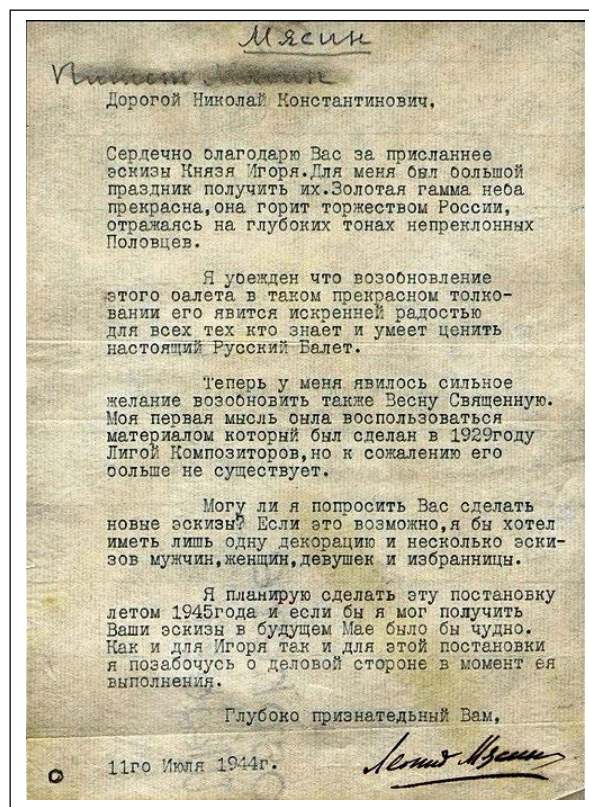 Мясин
Пишет Мясин
Дорогой Николай Константинович,
Сердечно благодарю Вас за присланнее
эскизы Князя Игоря.Для меня был большой
праздник получить их.Золотая гамма неба
прекрасна,она горит торжеством России,
отражаясь на глубоких тонах непреклонных
Половцев.
Я убежден что возобновление
этого балета в таком прекрасном толко-
вании его явится искренней радостью
для всех тех кто знает и умеет ценить
настоящий Русский Балет.
Теперь у меня явилось сильное
желание возобновить также Весну Священную.
Моя первая мысль была воспользоваться
материалом который был сделан в 1929году
Лигой Композиторов,но к сожалению его
больше не существует.
Могу ли я попросить Вас сделать
новые эскизы? Если это возможно,я бы хотел
иметь лишь одну декорацию и несколько эски-
зов мужчин,женщин,девушек и избранницы.
Я планирую сделать эту постановку
летом 1945года и если бы я мог получить
Ваши эскизы в будущем Мае было бы чудно.
Как и для Игоря так и для этой постановки
я позабочусь о деловой стороне в момент ея
выполнения.
Глубоко признательный Вам,
11го Июля 1944г.
Леонид Мясин